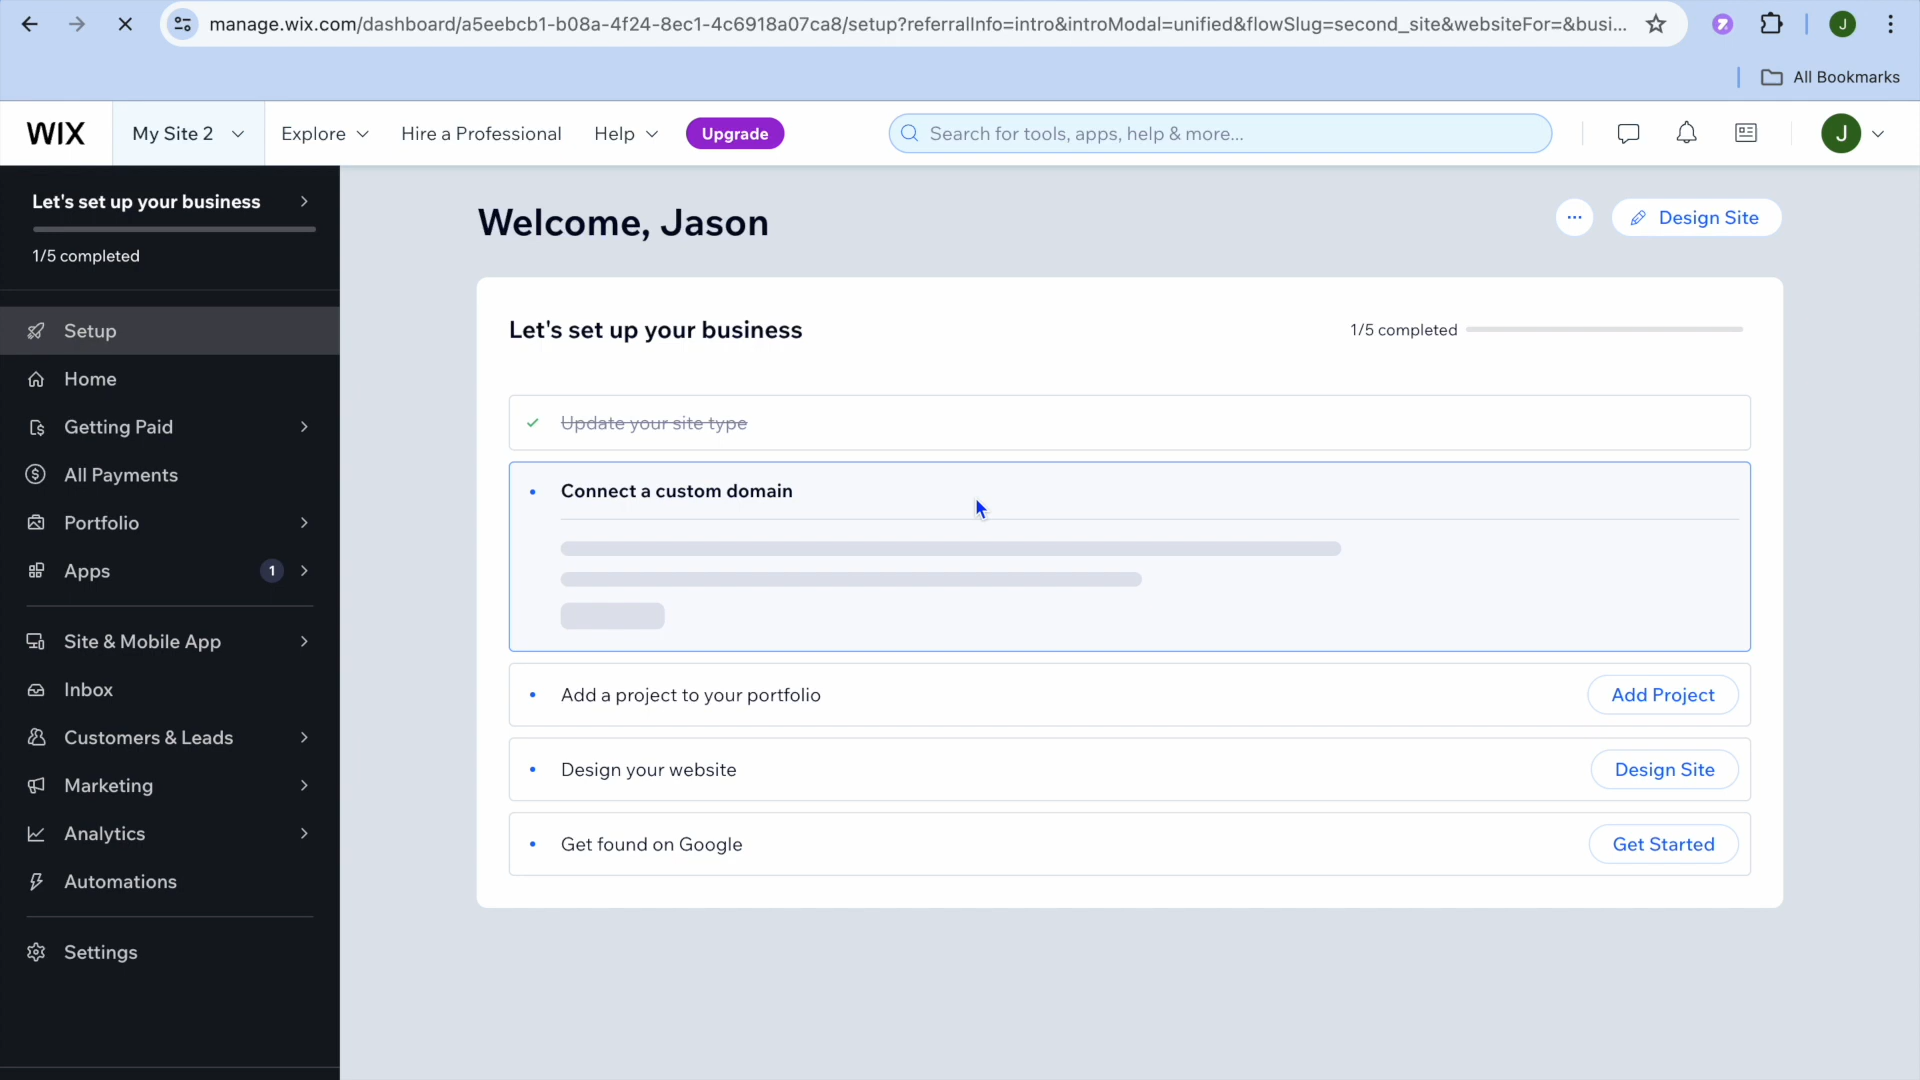 manage.wix.com/dashboard/a5eebcb1-b08a-4f24-8ec1-4c6918a07ca8/setup?referralInfo=intro&introModal=unified&flowSlug=second_site&websiteFor=&busi...
J
All Bookmarks
WIX
My Site 2
Explore
Hire a Professional
Help
Upgrade
Search for tools, apps, help & more...
J
Let's set up your business
1/5 completed
Setup
Home
Getting Paid
All Payments
Portfolio
Apps
1
Site & Mobile App
Inbox
Customers & Leads
Marketing
Analytics
Automations
Settings
Welcome, Jason
Design Site
Let's set up your business
1/5 completed
Update your site type
Connect a custom domain
Add a project to your portfolio
Add Project
Design your website
Design Site
Get found on Google
Get Started